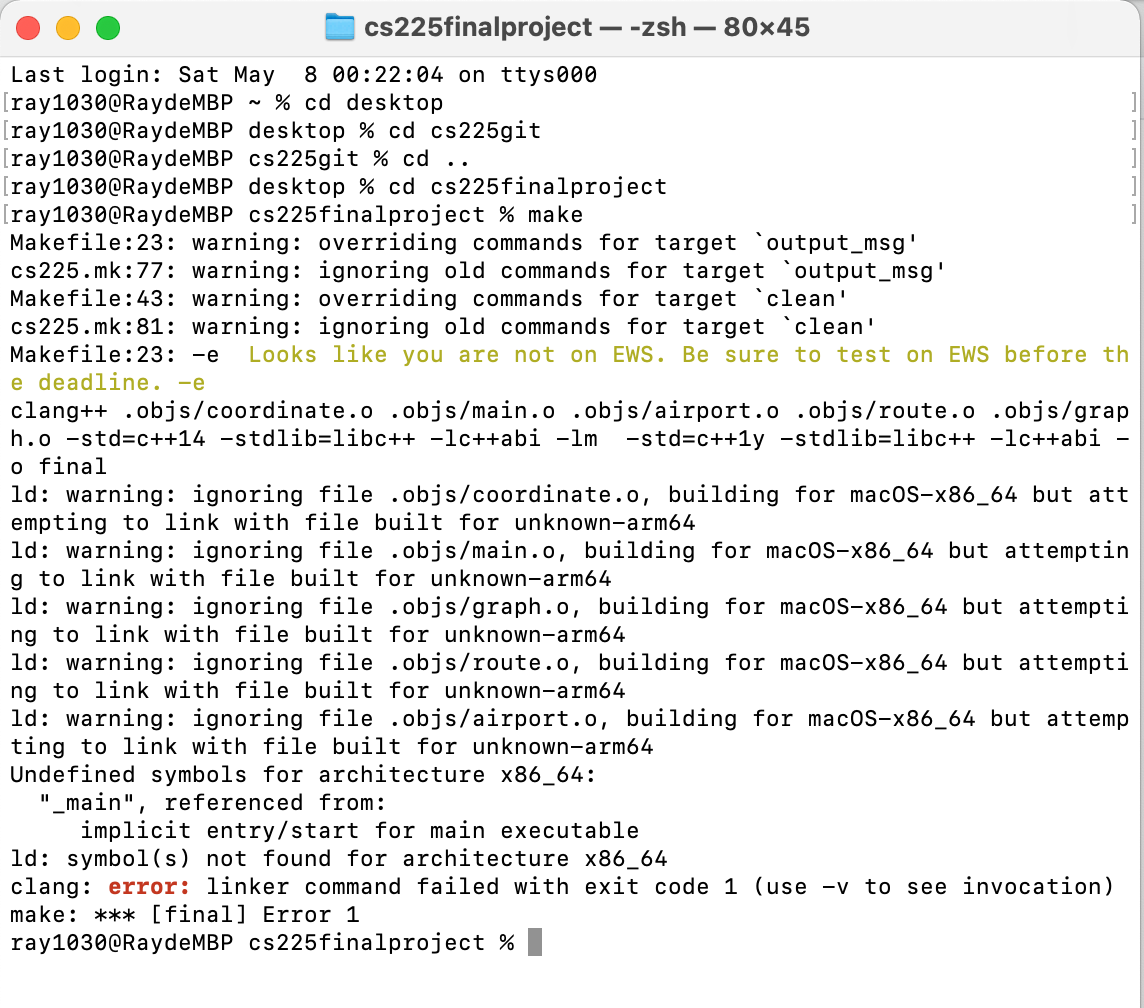 cs225finalproject — -zsh — 80×45
Last login: Sat May  8 00:22:04 on ttys000
[ray1030@RaydeMBP ~ % cd desktop ]
[ray1030@RaydeMBP desktop % cd cs225git ]
[ray1030@RaydeMBP cs225git % cd .. ]
[ray1030@RaydeMBP desktop % cd cs225finalproject ]
[ray1030@RaydeMBP cs225finalproject % make ]
Makefile:23: warning: overriding commands for target `output_msg'
cs225.mk:77: warning: ignoring old commands for target `output_msg'
Makefile:43: warning: overriding commands for target `clean'
cs225.mk:81: warning: ignoring old commands for target `clean'
Makefile:23: -e  Looks like you are not on EWS. Be sure to test on EWS before th
e deadline. -e
clang++ .objs/coordinate.o .objs/main.o .objs/airport.o .objs/route.o .objs/grap
h.o -std=c++14 -stdlib=libc++ -lc++abi -lm  -std=c++1y -stdlib=libc++ -lc++abi -
o final
ld: warning: ignoring file .objs/coordinate.o, building for macOS-x86_64 but att
empting to link with file built for unknown-arm64
ld: warning: ignoring file .objs/main.o, building for macOS-x86_64 but attemptin
g to link with file built for unknown-arm64
ld: warning: ignoring file .objs/graph.o, building for macOS-x86_64 but attempti
ng to link with file built for unknown-arm64
ld: warning: ignoring file .objs/route.o, building for macOS-x86_64 but attempti
ng to link with file built for unknown-arm64
ld: warning: ignoring file .objs/airport.o, building for macOS-x86_64 but attemp
ting to link with file built for unknown-arm64
Undefined symbols for architecture x86_64:
  "_main", referenced from:
     implicit entry/start for main executable
ld: symbol(s) not found for architecture x86_64
clang: error: linker command failed with exit code 1 (use -v to see invocation)
make: *** [final] Error 1
ray1030@RaydeMBP cs225finalproject %